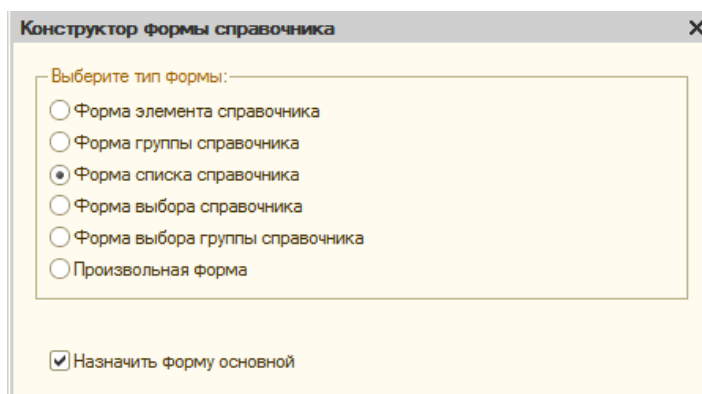 Конструктор формы справочника
Выберите тип формы:
Форма элемента справочника
Форма группы справочника
Форма списка справочника
Форма выбора справочника
Форма выбора группы справочника
Произвольная форма
Назначить форму основной